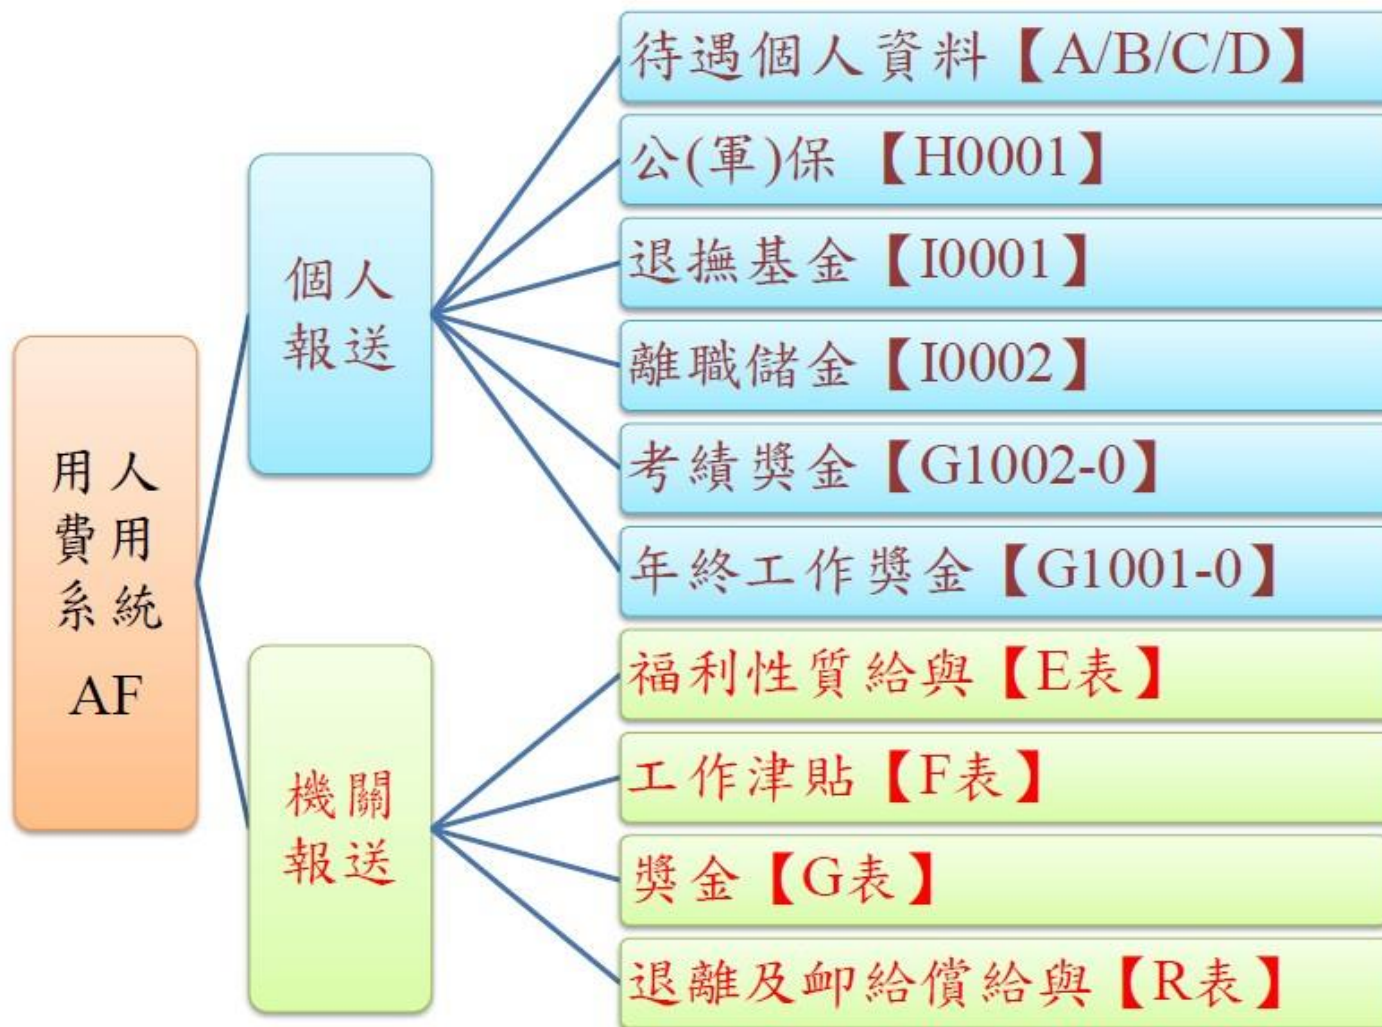 用人
費用
系統
AF
個人
報送
待遇個人資料【A/B/C/D】
公(軍)保 【H0001】
退撫基金【I0001】
離職儲金【I0002】
考績獎金【G1002-0】
年終工作獎金【G1001-0】
機關
報送
福利性質給與【E表】
工作津貼【F表】
獎金【G表】
退離及卹給償給與【R表】